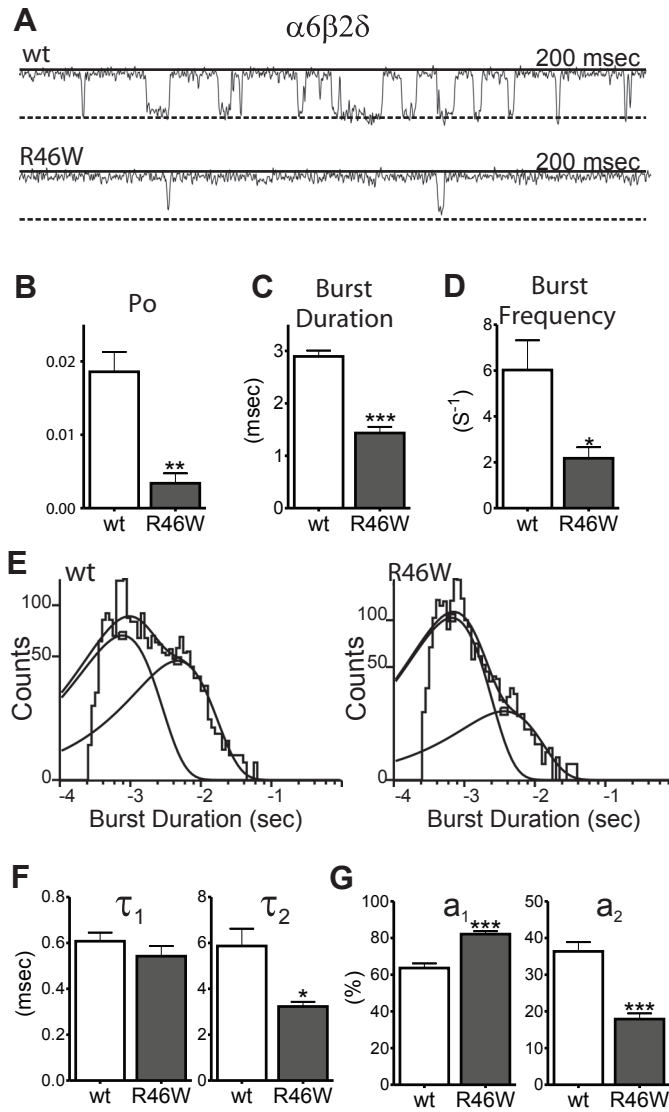 A
α6β2δ
wt
200 msec
R46W
200 msec
B
Po
0.02
0.01
0.00
**
wt R46W
C
Burst
Duration
(msec)
3
2
1
0
***
wt R46W
D
Burst
Frequency
(S⁻¹)
8
6
4
2
0
*
wt R46W
E
wt
Counts
100
50
0
-4 -3 -2 -1
Burst Duration (sec)
R46W
Counts
100
50
0
-4 -3 -2 -1
Burst Duration (sec)
F
τ₁
(msec)
0.8
0.6
0.4
0.2
0.0
wt R46W
τ₂
8
6
4
2
0
*
wt R46W
G
a₁
(%)
100
80
60
40
20
0
***
wt R46W
a₂
50
40
30
20
10
0
***
wt R46W